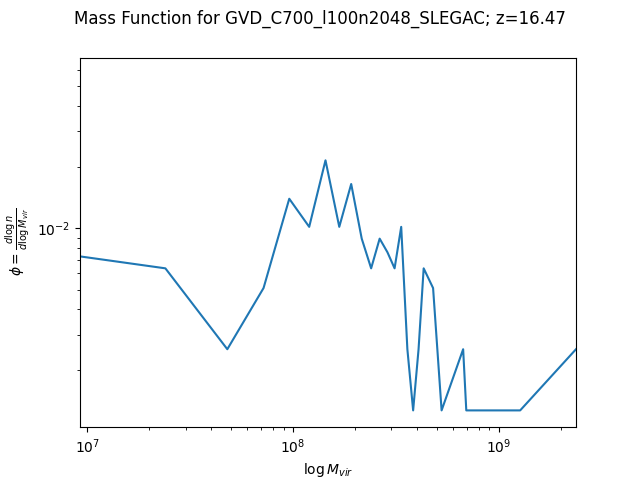 Mass Function for GVD_C700_l100n2048_SLEGAC; z=16.47
ϕ = d log n / d log M_vir
10^-2
10^7 10^8 10^9
log M_vir